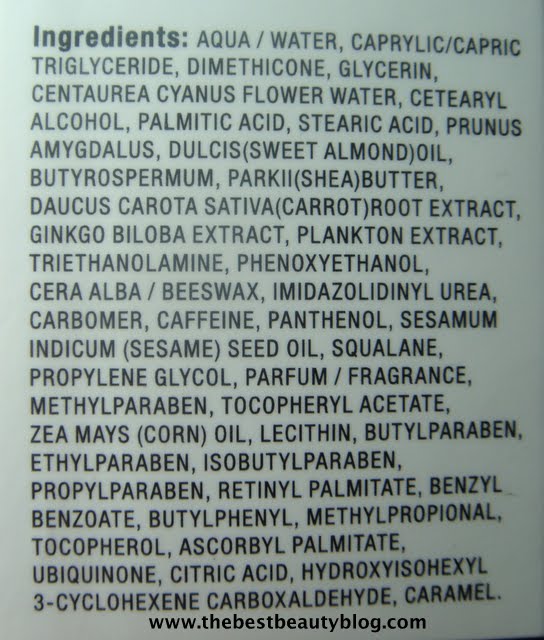 Ingredients: AQUA / WATER, CAPRYLIC/CAPRIC
TRIGLYCERIDE, DIMETHICONE, GLYCERIN,
CENTAUREA CYANUS FLOWER WATER, CETEARYL
ALCOHOL, PALMITIC ACID, STEARIC ACID, PRUNUS
AMYGDALUS, DULCIS(SWEET ALMOND)OIL,
BUTYROSPERMUM, PARKII(SHEA)BUTTER,
DAUCUS CAROTA SATIVA(CARROT)ROOT EXTRACT,
GINKGO BILOBA EXTRACT, PLANKTON EXTRACT,
TRIETHANOLAMINE, PHENOXYETHANOL,
CERA ALBA / BEESWAX, IMIDAZOLIDINYL UREA,
CARBOMER, CAFFEINE, PANTHENOL, SESAMUM
INDICUM (SESAME) SEED OIL, SQUALANE,
PROPYLENE GLYCOL, PARFUM / FRAGRANCE,
METHYLPARABEN, TOCOPHERYL ACETATE,
ZEA MAYS (CORN) OIL, LECITHIN, BUTYLPARABEN,
ETHYLPARABEN, ISOBUTYLPARABEN,
PROPYLPARABEN, RETINYL PALMITATE, BENZYL
BENZOATE, BUTYLPHENYL, METHYLPROPIONAL,
TOCOPHEROL, ASCORBYL PALMITATE,
UBIQUINONE, CITRIC ACID, HYDROXYISOHEXYL
3-CYCLOHEXENE CARBOXALDEHYDE, CARAMEL.
www.thebestbeautyblog.com